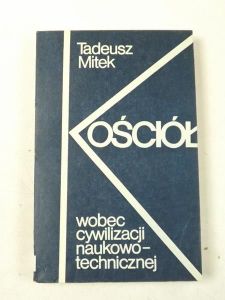 Tadeusz
Mitek
KOŚCIÓŁ
wobec
cywilizacji
naukowo-
technicznej